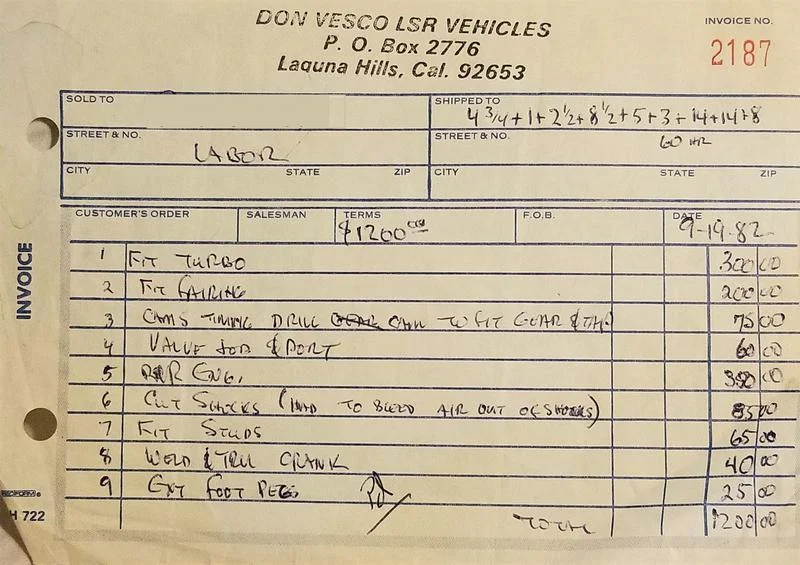 DON VESCO LSR VEHICLES
P. O. Box 2776
Laguna Hills, Cal. 92653
INVOICE NO.
2187
SOLD TO
SHIPPED TO
4 3/4 + 1 + 2 1/2 + 8 1/2 + 5 + 3 + 14 + 14 + 8
STREET & NO.
LABOR
STREET & NO.
60 HR
CITY STATE ZIP
CITY STATE ZIP
CUSTOMER'S ORDER SALESMAN TERMS F.O.B. DATE
$1200 9-19-82
INVOICE
1 FIT TURBO 300 00
2 FIT FAIRING 200 00
3 CAMS TIMING DRILL CAM TO FIT GEAR & 75 00
4 VALVE JOB & PORT 60 00
5 R&R ENG. 350 00
6 CUT SHOCKS (HAD TO BLEED AIR OUT OF SHOCKS) 85 00
7 FIT STUDS 65 00
8 WELD & TRU CRANK 40 00
9 EXT FOOT PEGS 25 00
TOTAL 1200 00
REDIFORM
H 722